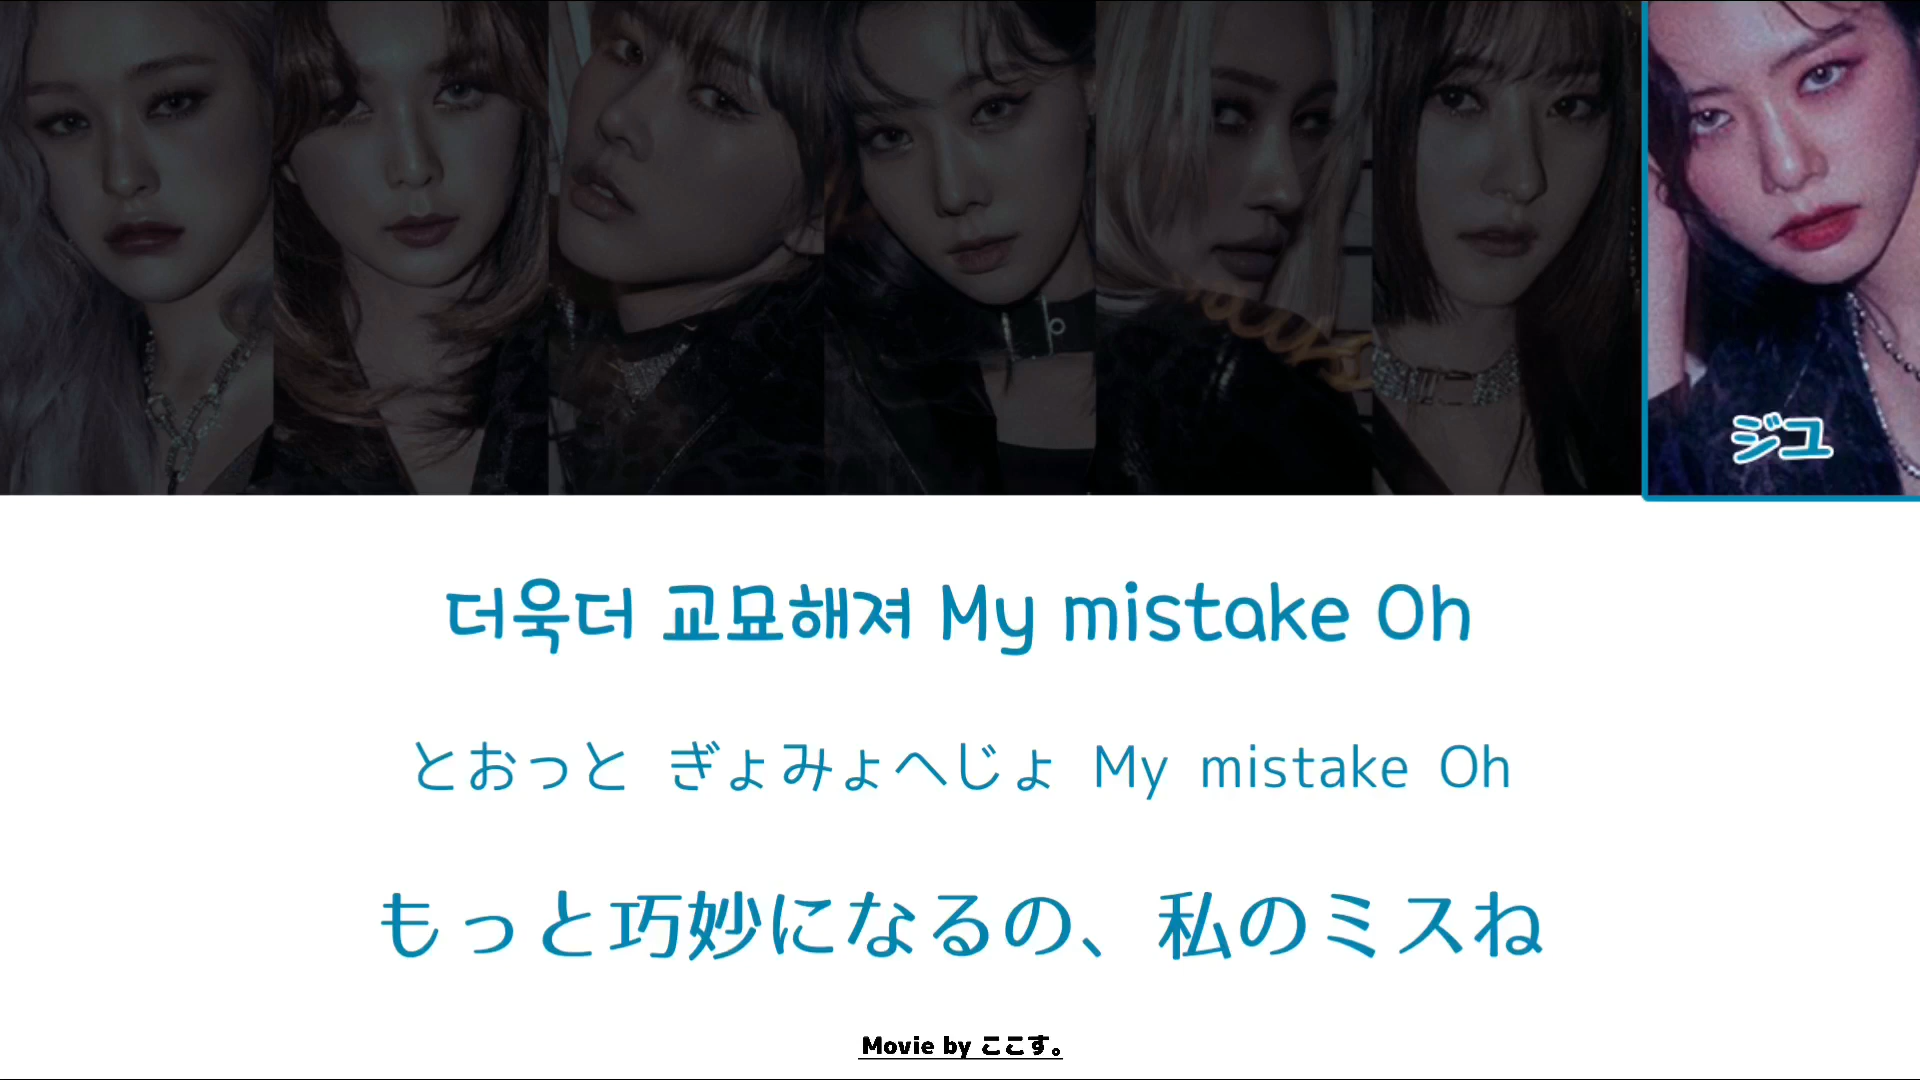 ジユ
더욱더 교묘해져 My mistake Oh
とおっと ぎょみょへじょ My mistake Oh
もっと巧妙になるの、私のミスね
Movie by ここす。